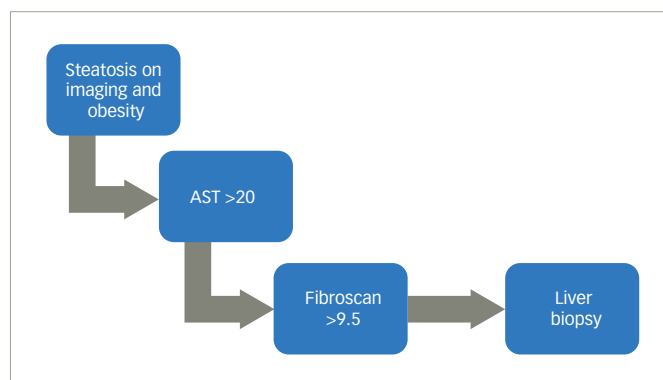 Steatosis on
imaging and
obesity
AST >20
Fibroscan
>9.5
Liver
biopsy